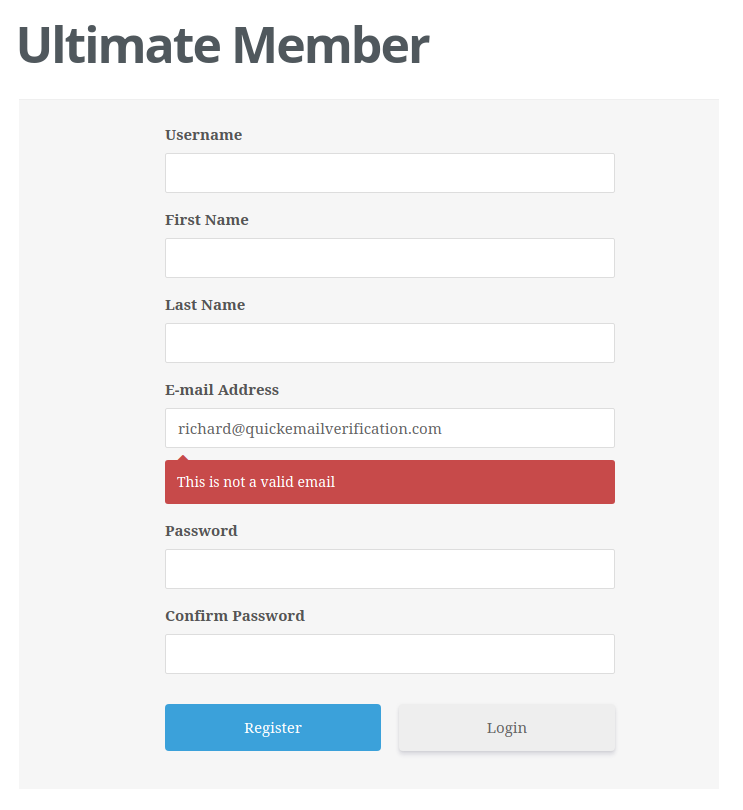 Ultimate Member
Username
First Name
Last Name
E-mail Address
richard@quickemailverification.com
This is not a valid email
Password
Confirm Password
Register
Login